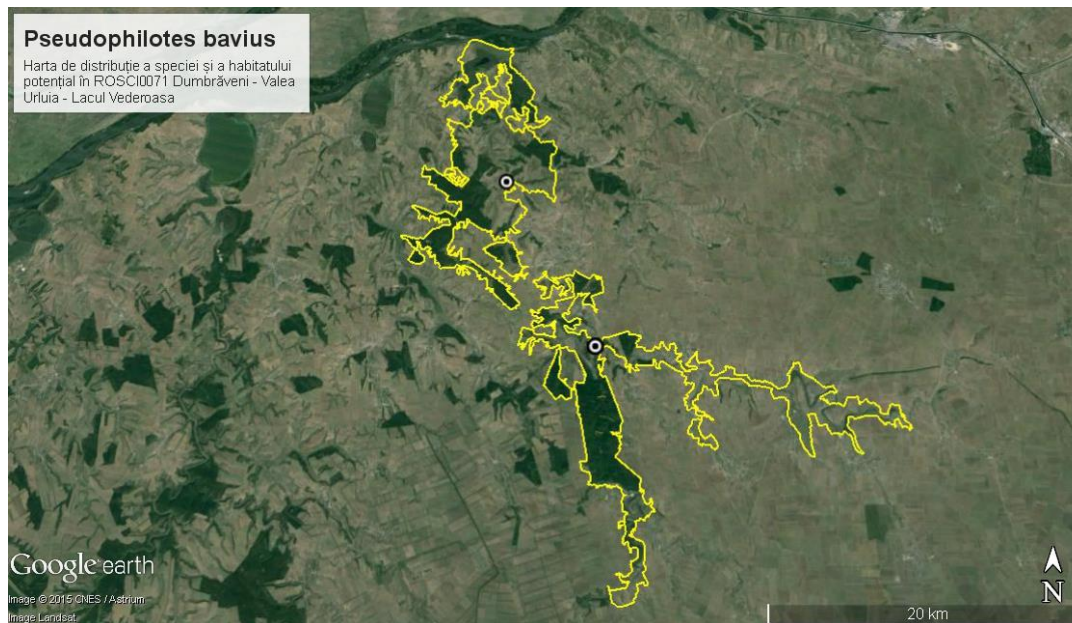 Pseudophilotes bavius
Harta de distribuție a speciei și a habitatului
potențial în ROSCI0071 Dumbrăveni - Valea
Urluia - Lacul Vederoasa
Google earth
Image © 2015 CNES / Astrium
Image Landsat
N
20 km